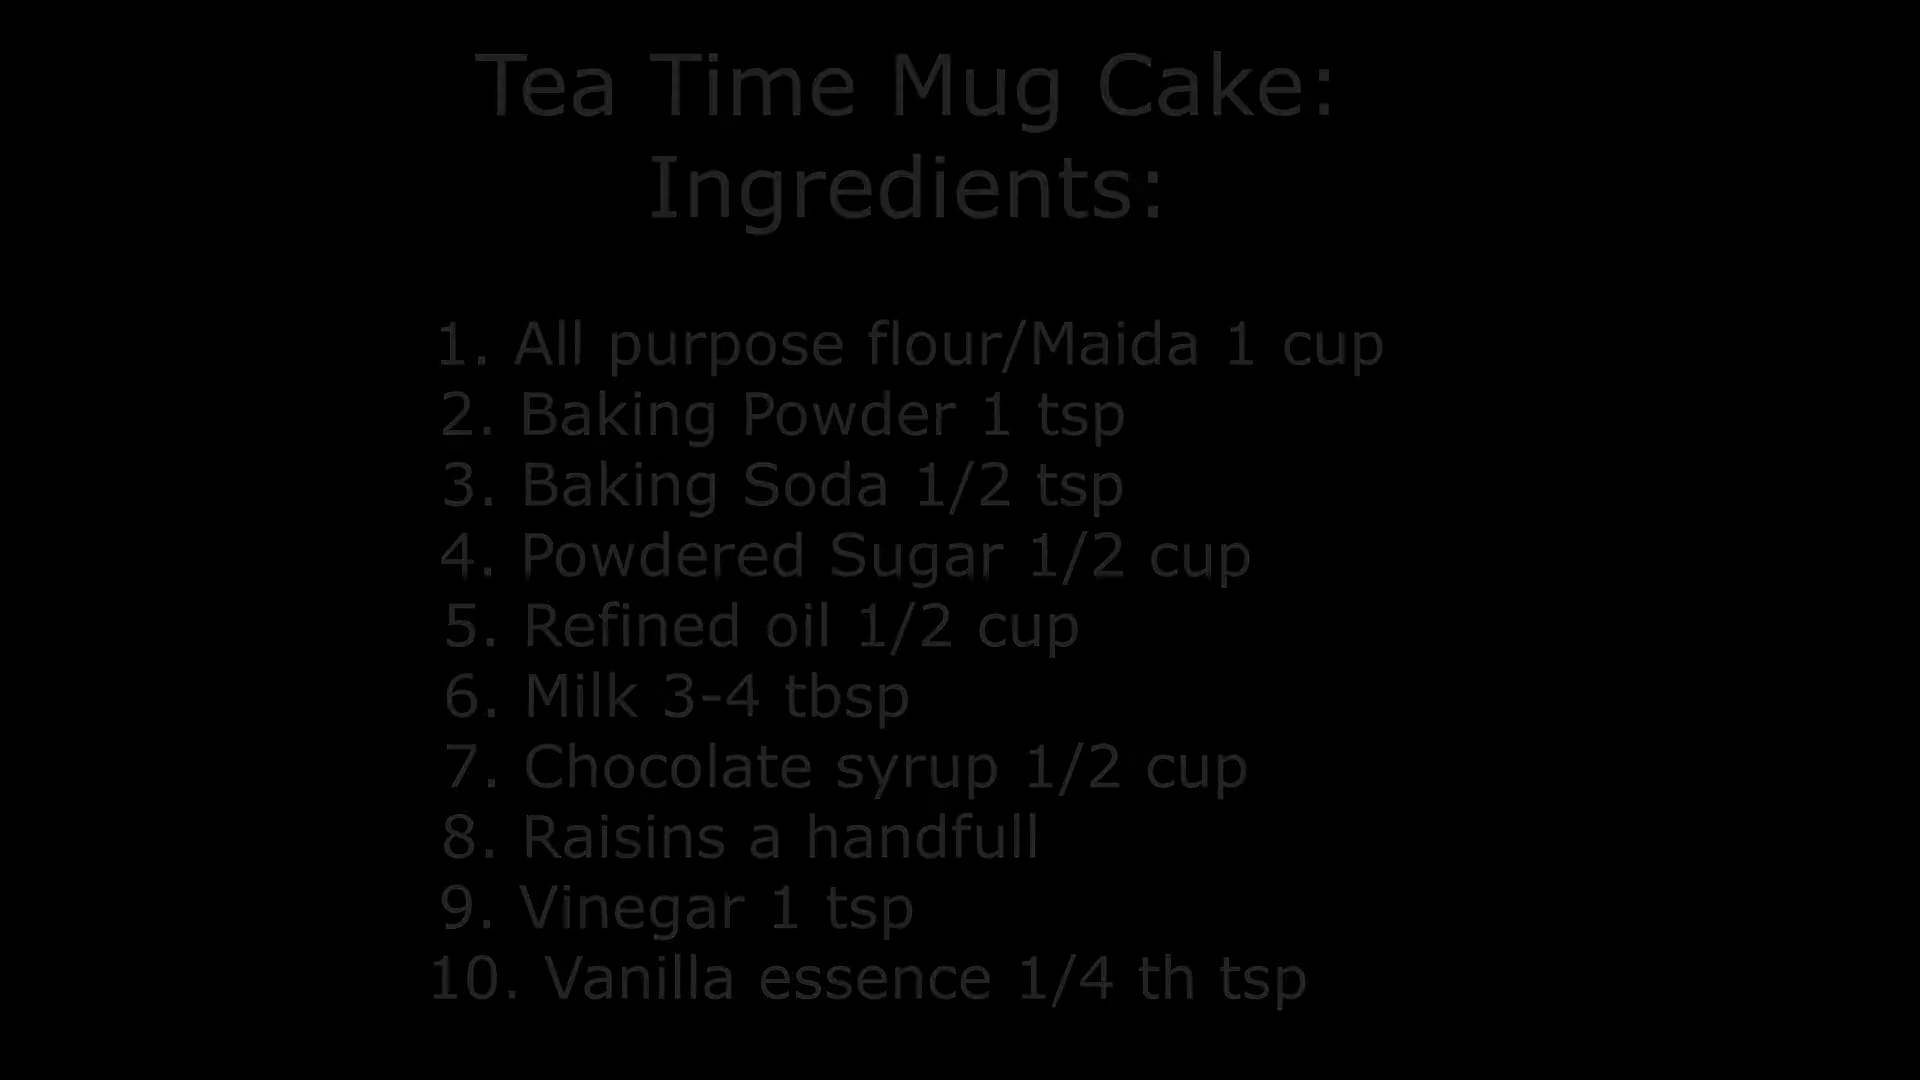 Tea Time Mug Cake:
Ingredients:
1. All purpose flour/Maida 1 cup
2. Baking Powder 1 tsp
3. Baking Soda 1/2 tsp
4. Powdered Sugar 1/2 cup
5. Refined oil 1/2 cup
6. Milk 3-4 tbsp
7. Chocolate syrup 1/2 cup
8. Raisins a handfull
9. Vinegar 1 tsp
10. Vanilla essence 1/4 th tsp